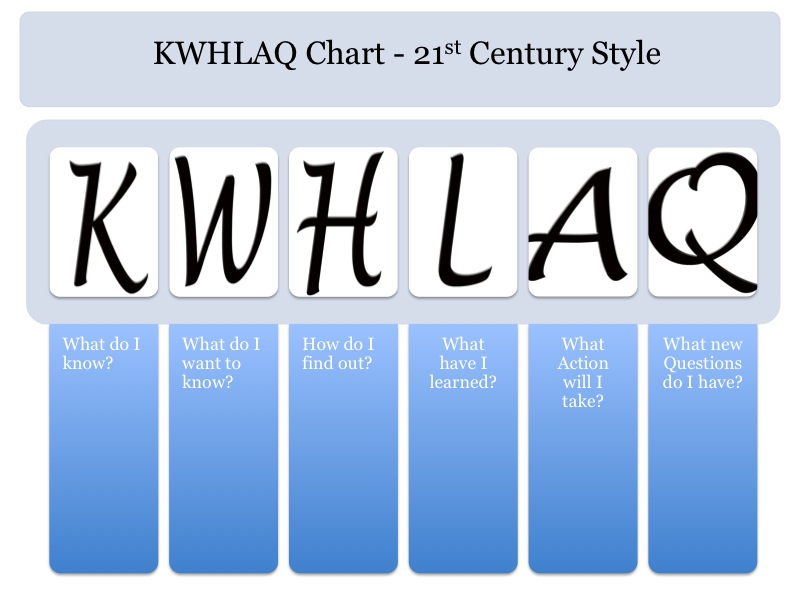 KWHLAQ Chart - 21st Century Style
K W H L A Q
What do I
know?
What do I
want to
know?
How do I
find out?
What
have I
learned?
What
Action
will I
take?
What new
Questions
do I have?